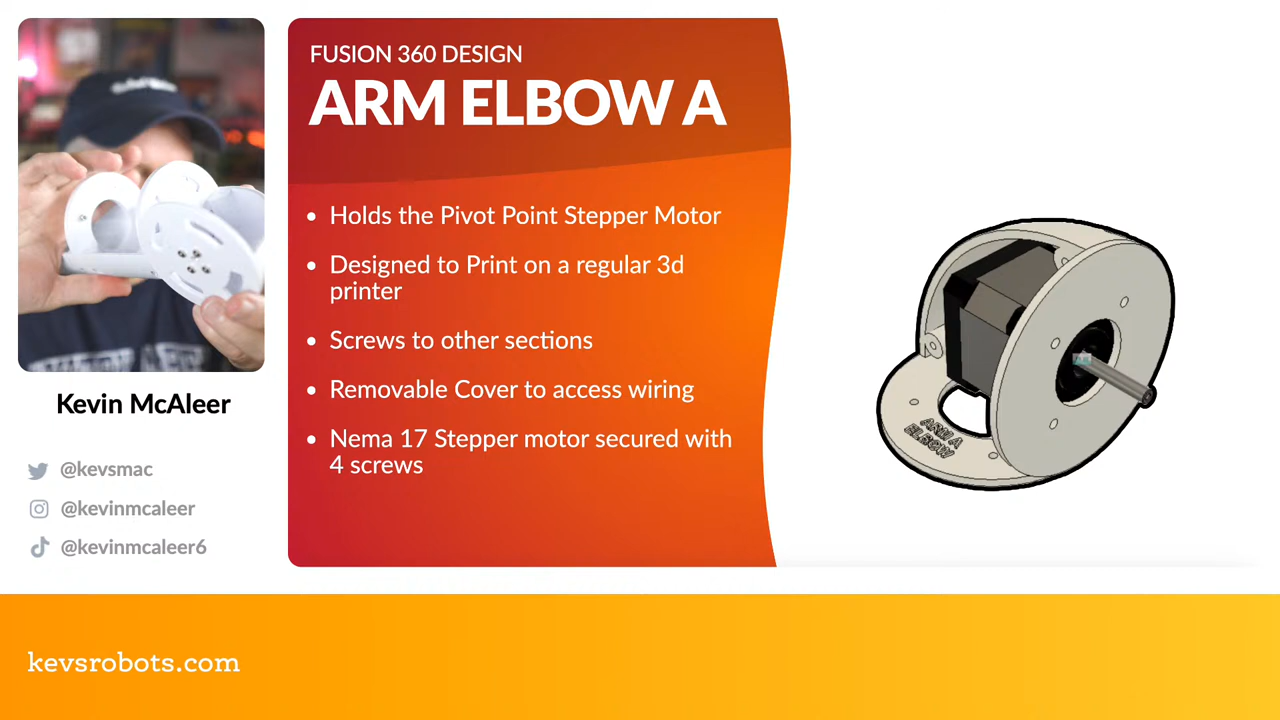 FUSION 360 DESIGN
ARM ELBOW A
Holds the Pivot Point Stepper Motor
Designed to Print on a regular 3d
printer
Screws to other sections
Removable Cover to access wiring
Nema 17 Stepper motor secured with
4 screws
Kevin McAleer
@kevsmac
@kevinmcaleer
@kevinmcaleer6
ARM A
ELBOW
kevsrobots.com